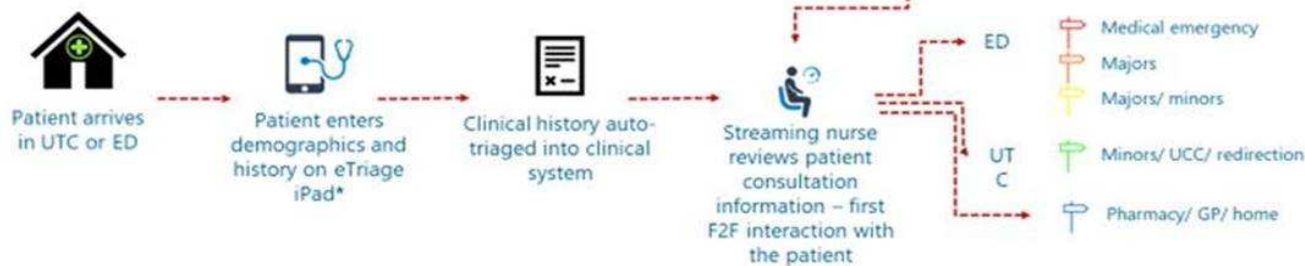 Patient arrives
in UTC or ED
Patient enters
demographics and
history on eTriage
iPad*
Clinical history auto-
triaged into clinical
system
Streaming nurse
reviews patient
consultation
information – first
F2F interaction with
the patient
ED
UT
C
Medical emergency
Majors
Majors/ minors
Minors/ UCC/ redirection
Pharmacy/ GP/ home